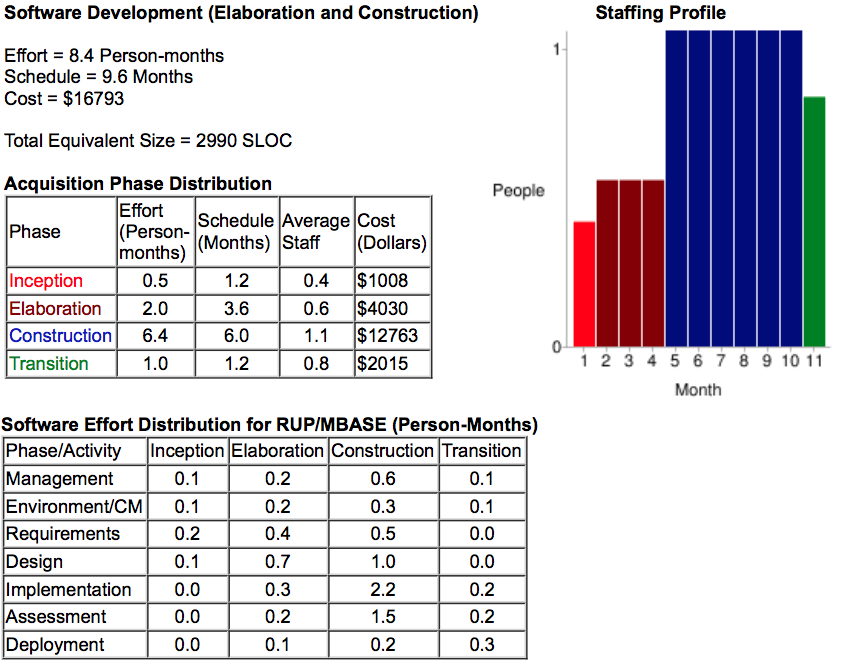 Software Development (Elaboration and Construction)
Effort = 8.4 Person-months
Schedule = 9.6 Months
Cost = $16793
Total Equivalent Size = 2990 SLOC
Acquisition Phase Distribution
Phase Effort (Person-months) Schedule (Months) Average Staff Cost (Dollars)
Inception 0.5 1.2 0.4 $1008
Elaboration 2.0 3.6 0.6 $4030
Construction 6.4 6.0 1.1 $12763
Transition 1.0 1.2 0.8 $2015
Staffing Profile
1
People
0
1 2 3 4 5 6 7 8 9 10 11
Month
Software Effort Distribution for RUP/MBASE (Person-Months)
Phase/Activity Inception Elaboration Construction Transition
Management 0.1 0.2 0.6 0.1
Environment/CM 0.1 0.2 0.3 0.1
Requirements 0.2 0.4 0.5 0.0
Design 0.1 0.7 1.0 0.0
Implementation 0.0 0.3 2.2 0.2
Assessment 0.0 0.2 1.5 0.2
Deployment 0.0 0.1 0.2 0.3